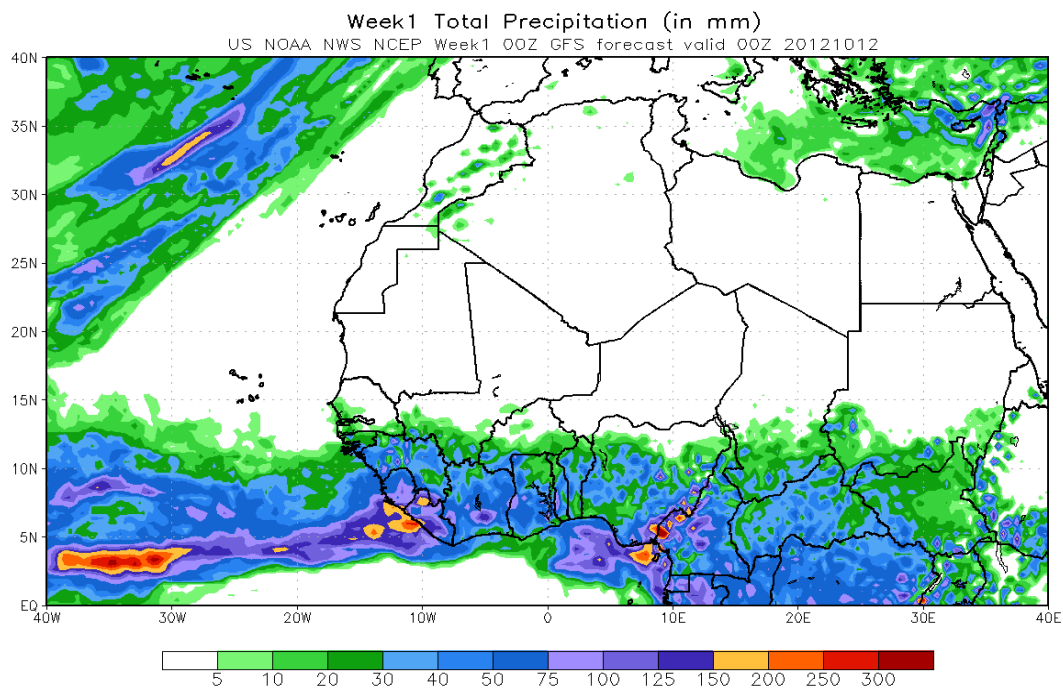 Week1 Total Precipitation (in mm)
US NOAA NWS NCEP Week1 00Z GFS forecast valid 00Z 20121012
40N
35N
30N
25N
20N
15N
10N
5N
EQ
40W 30W 20W 10W 0 10E 20E 30E 40E
5 10 20 30 40 50 75 100 125 150 200 250 300